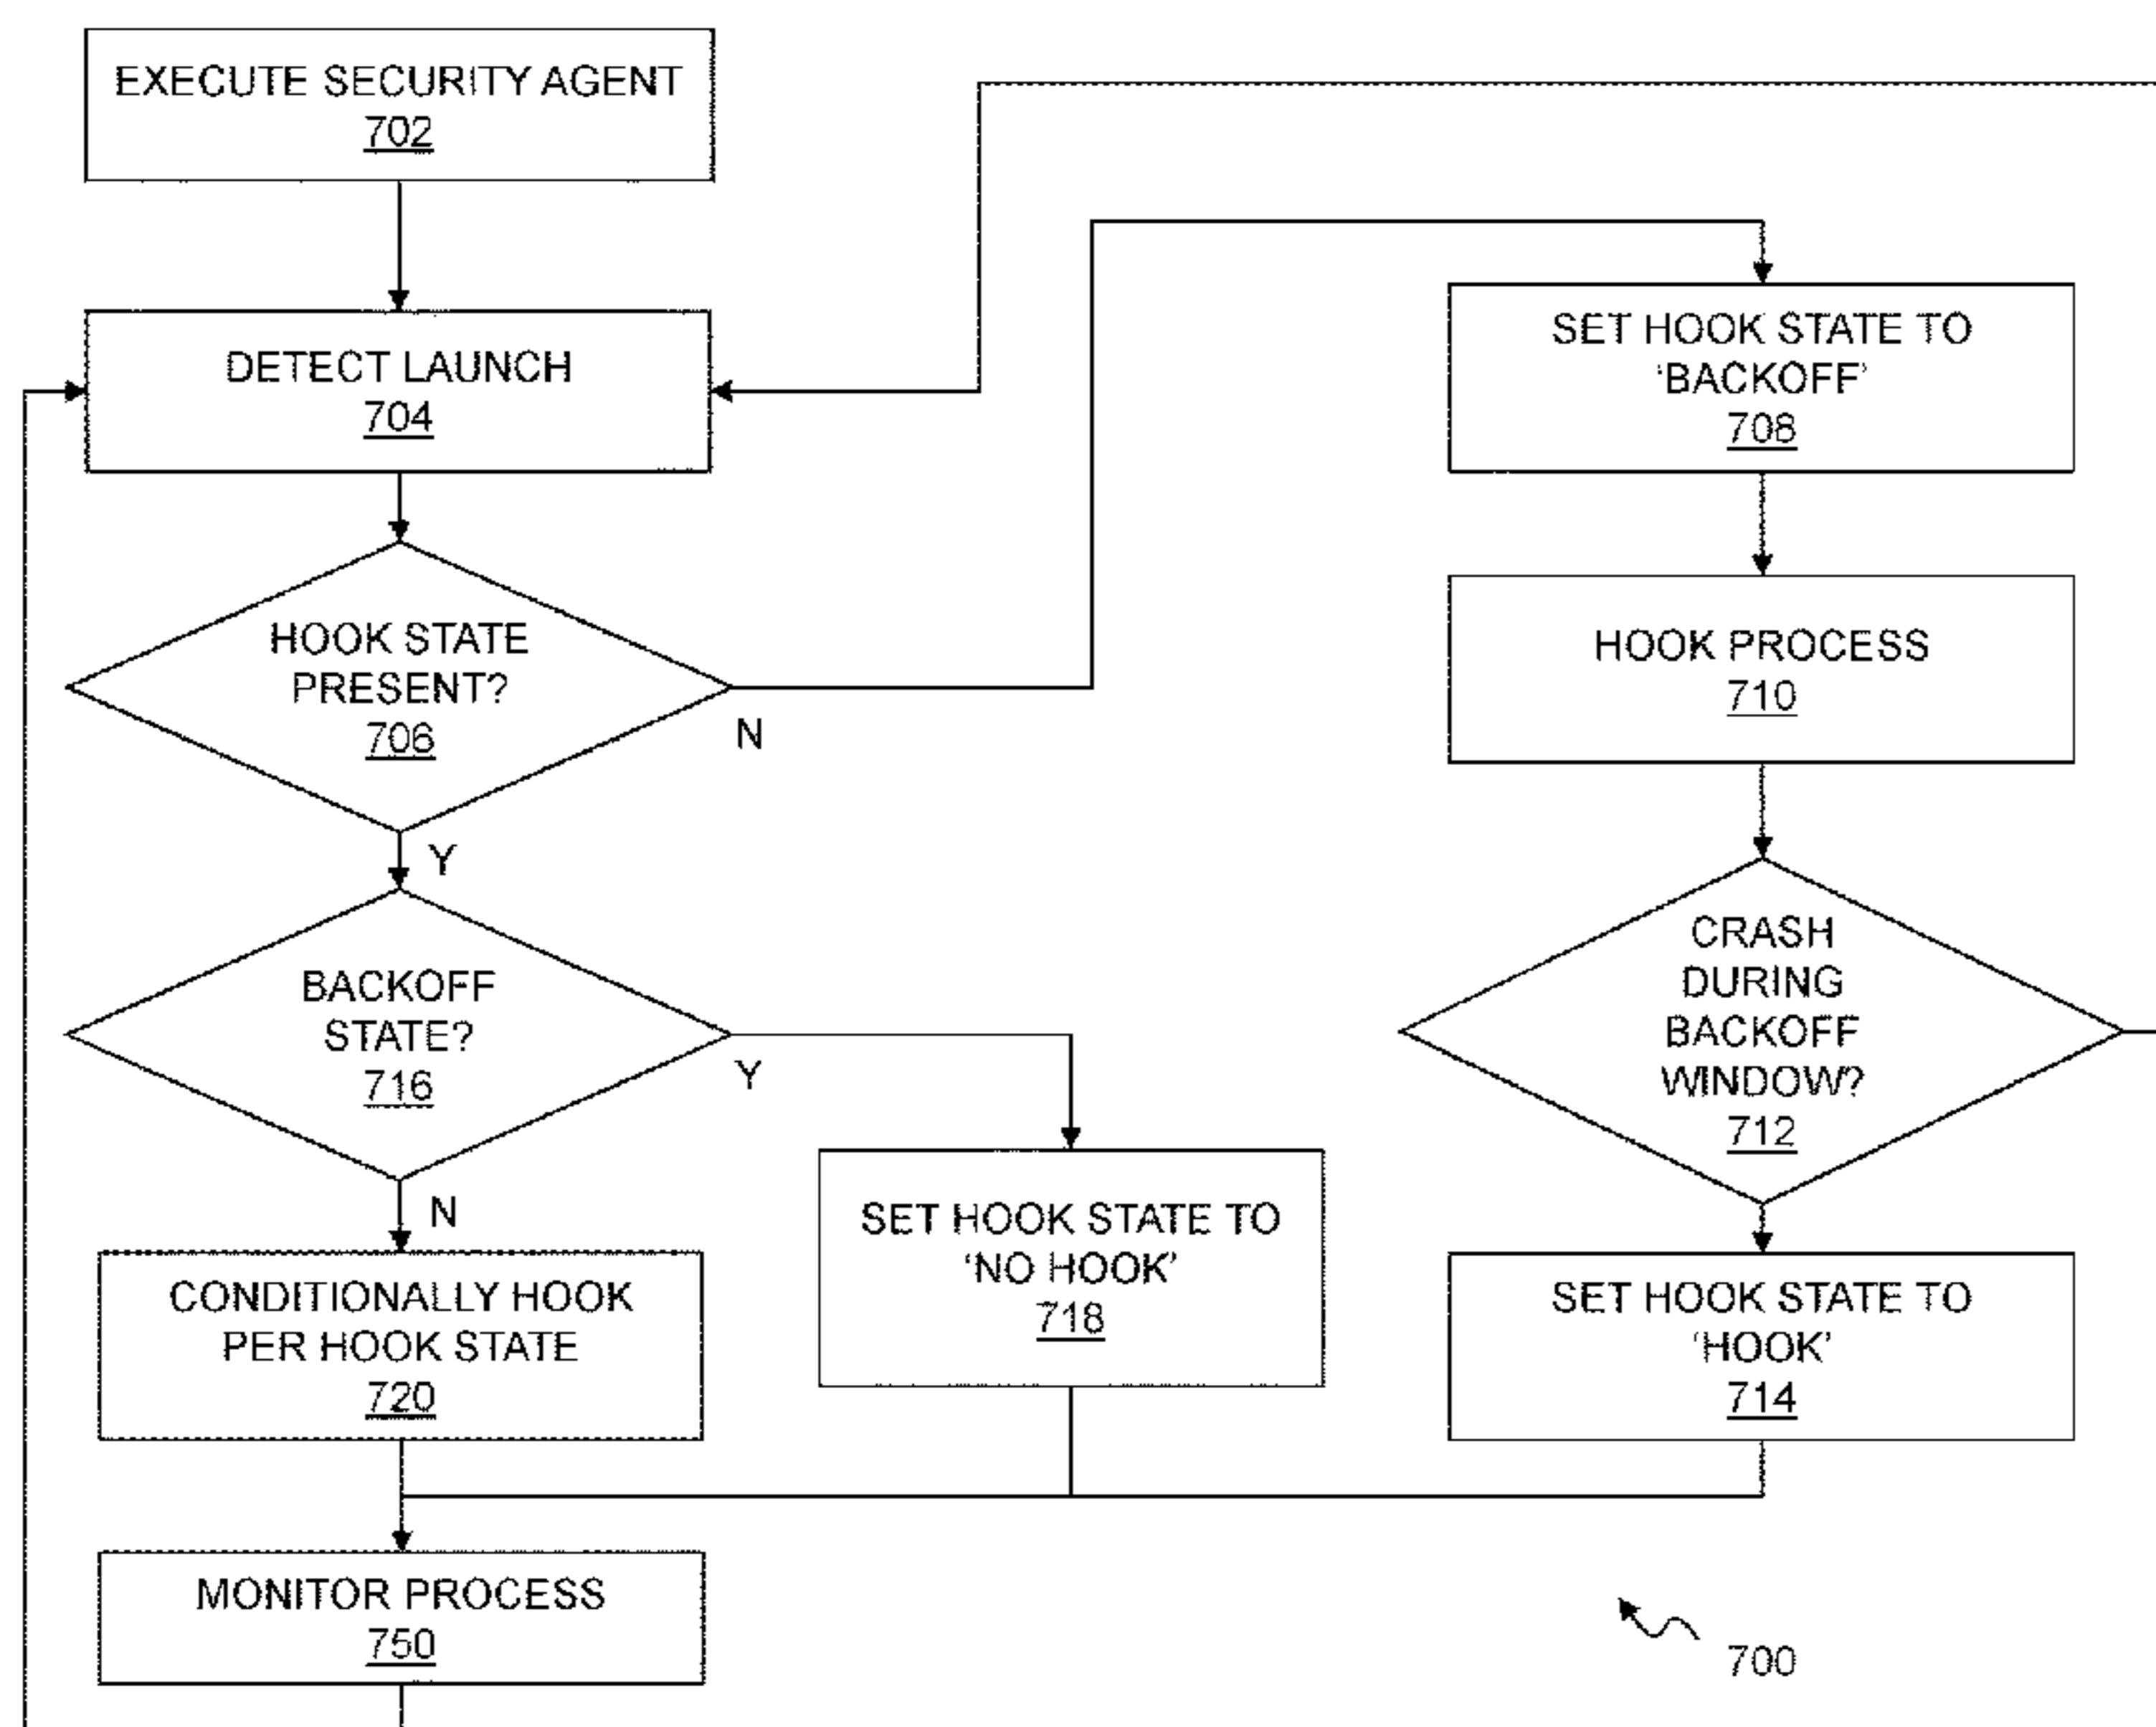 EXECUTE SECURITY AGENT
702
DETECT LAUNCH
704
HOOK STATE
PRESENT?
706
N
Y
BACKOFF
STATE?
716
Y
N
CONDITIONALLY HOOK
PER HOOK STATE
720
SET HOOK STATE TO
'NO HOOK'
718
MONITOR PROCESS
750
SET HOOK STATE TO
'BACKOFF'
708
HOOK PROCESS
710
CRASH
DURING
BACKOFF
WINDOW?
712
SET HOOK STATE TO
'HOOK'
714
700